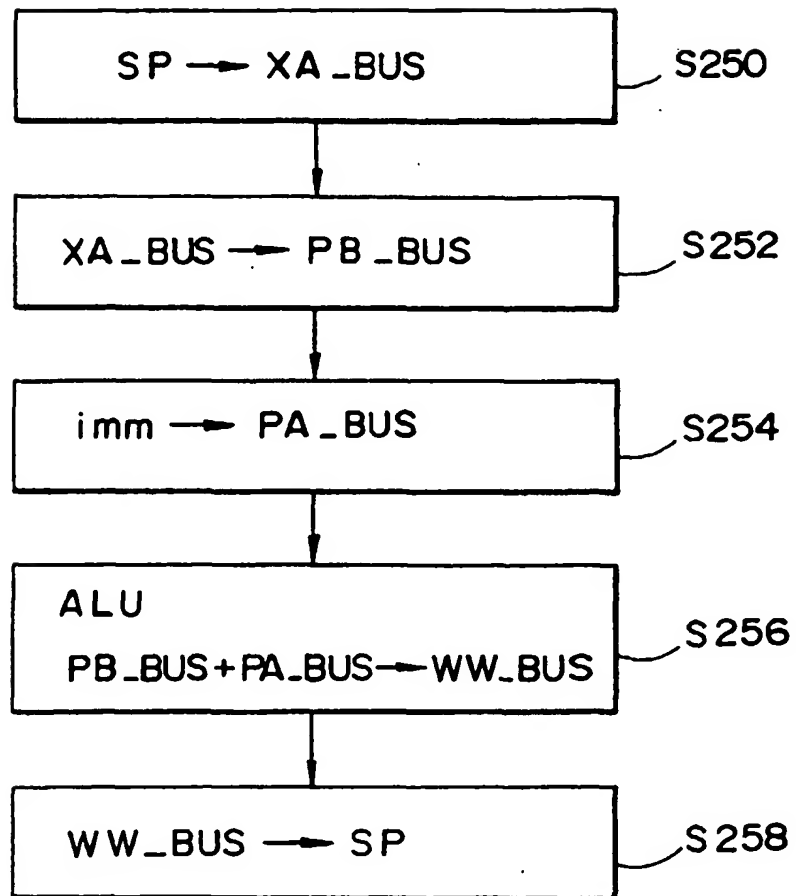 SP → XA_BUS
S250
XA_BUS → PB_BUS
S252
imm → PA_BUS
S254
ALU
PB_BUS+PA_BUS→WW_BUS
S256
WW_BUS → SP
S258